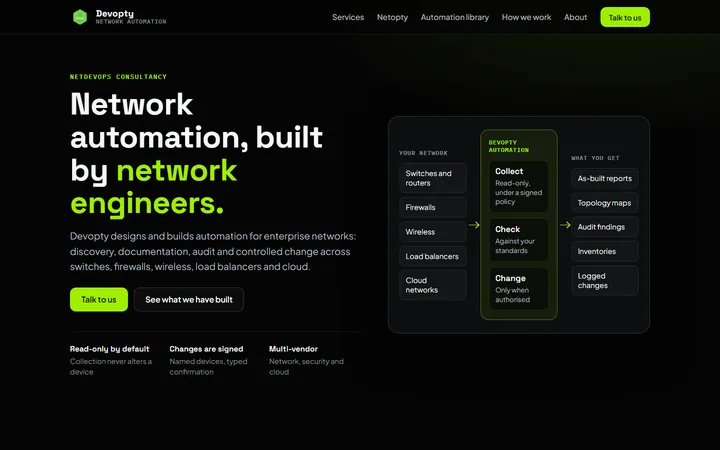 Devopty
NETWORK AUTOMATION
Services
Netopty
Automation library
How we work
About
Talk to us
NETDEVOPS CONSULTANCY
Network
automation, built
by network
engineers.
Devopty designs and builds automation for enterprise networks:
discovery, documentation, audit and controlled change across
switches, firewalls, wireless, load balancers and cloud.
Talk to us
See what we have built
Read-only by default
Collection never alters a
device
Changes are signed
Named devices, typed
confirmation
Multi-vendor
Network, security and
cloud
YOUR NETWORK
Switches and
routers
Firewalls
Wireless
Load balancers
Cloud
networks
DEVOPTY
AUTOMATION
Collect
Read-only,
under a signed
policy
Check
Against your
standards
Change
Only when
authorised
WHAT YOU GET
As-built reports
Topology maps
Audit findings
Inventories
Logged
changes